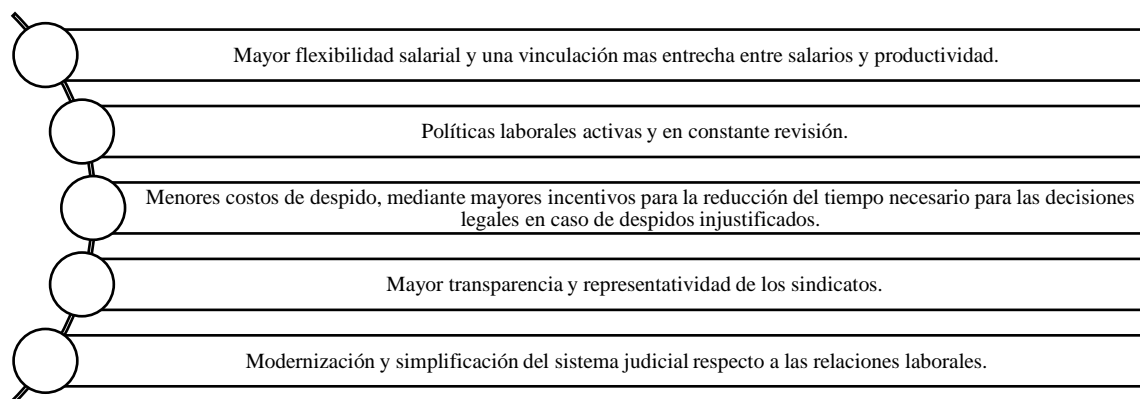 Mayor flexibilidad salarial y una vinculación mas entrecha entre salarios y productividad.
Políticas laborales activas y en constante revisión.
Menores costos de despido, mediante mayores incentivos para la reducción del tiempo necesario para las decisiones
legales en caso de despidos injustificados.
Mayor transparencia y representatividad de los sindicatos.
Modernización y simplificación del sistema judicial respecto a las relaciones laborales.